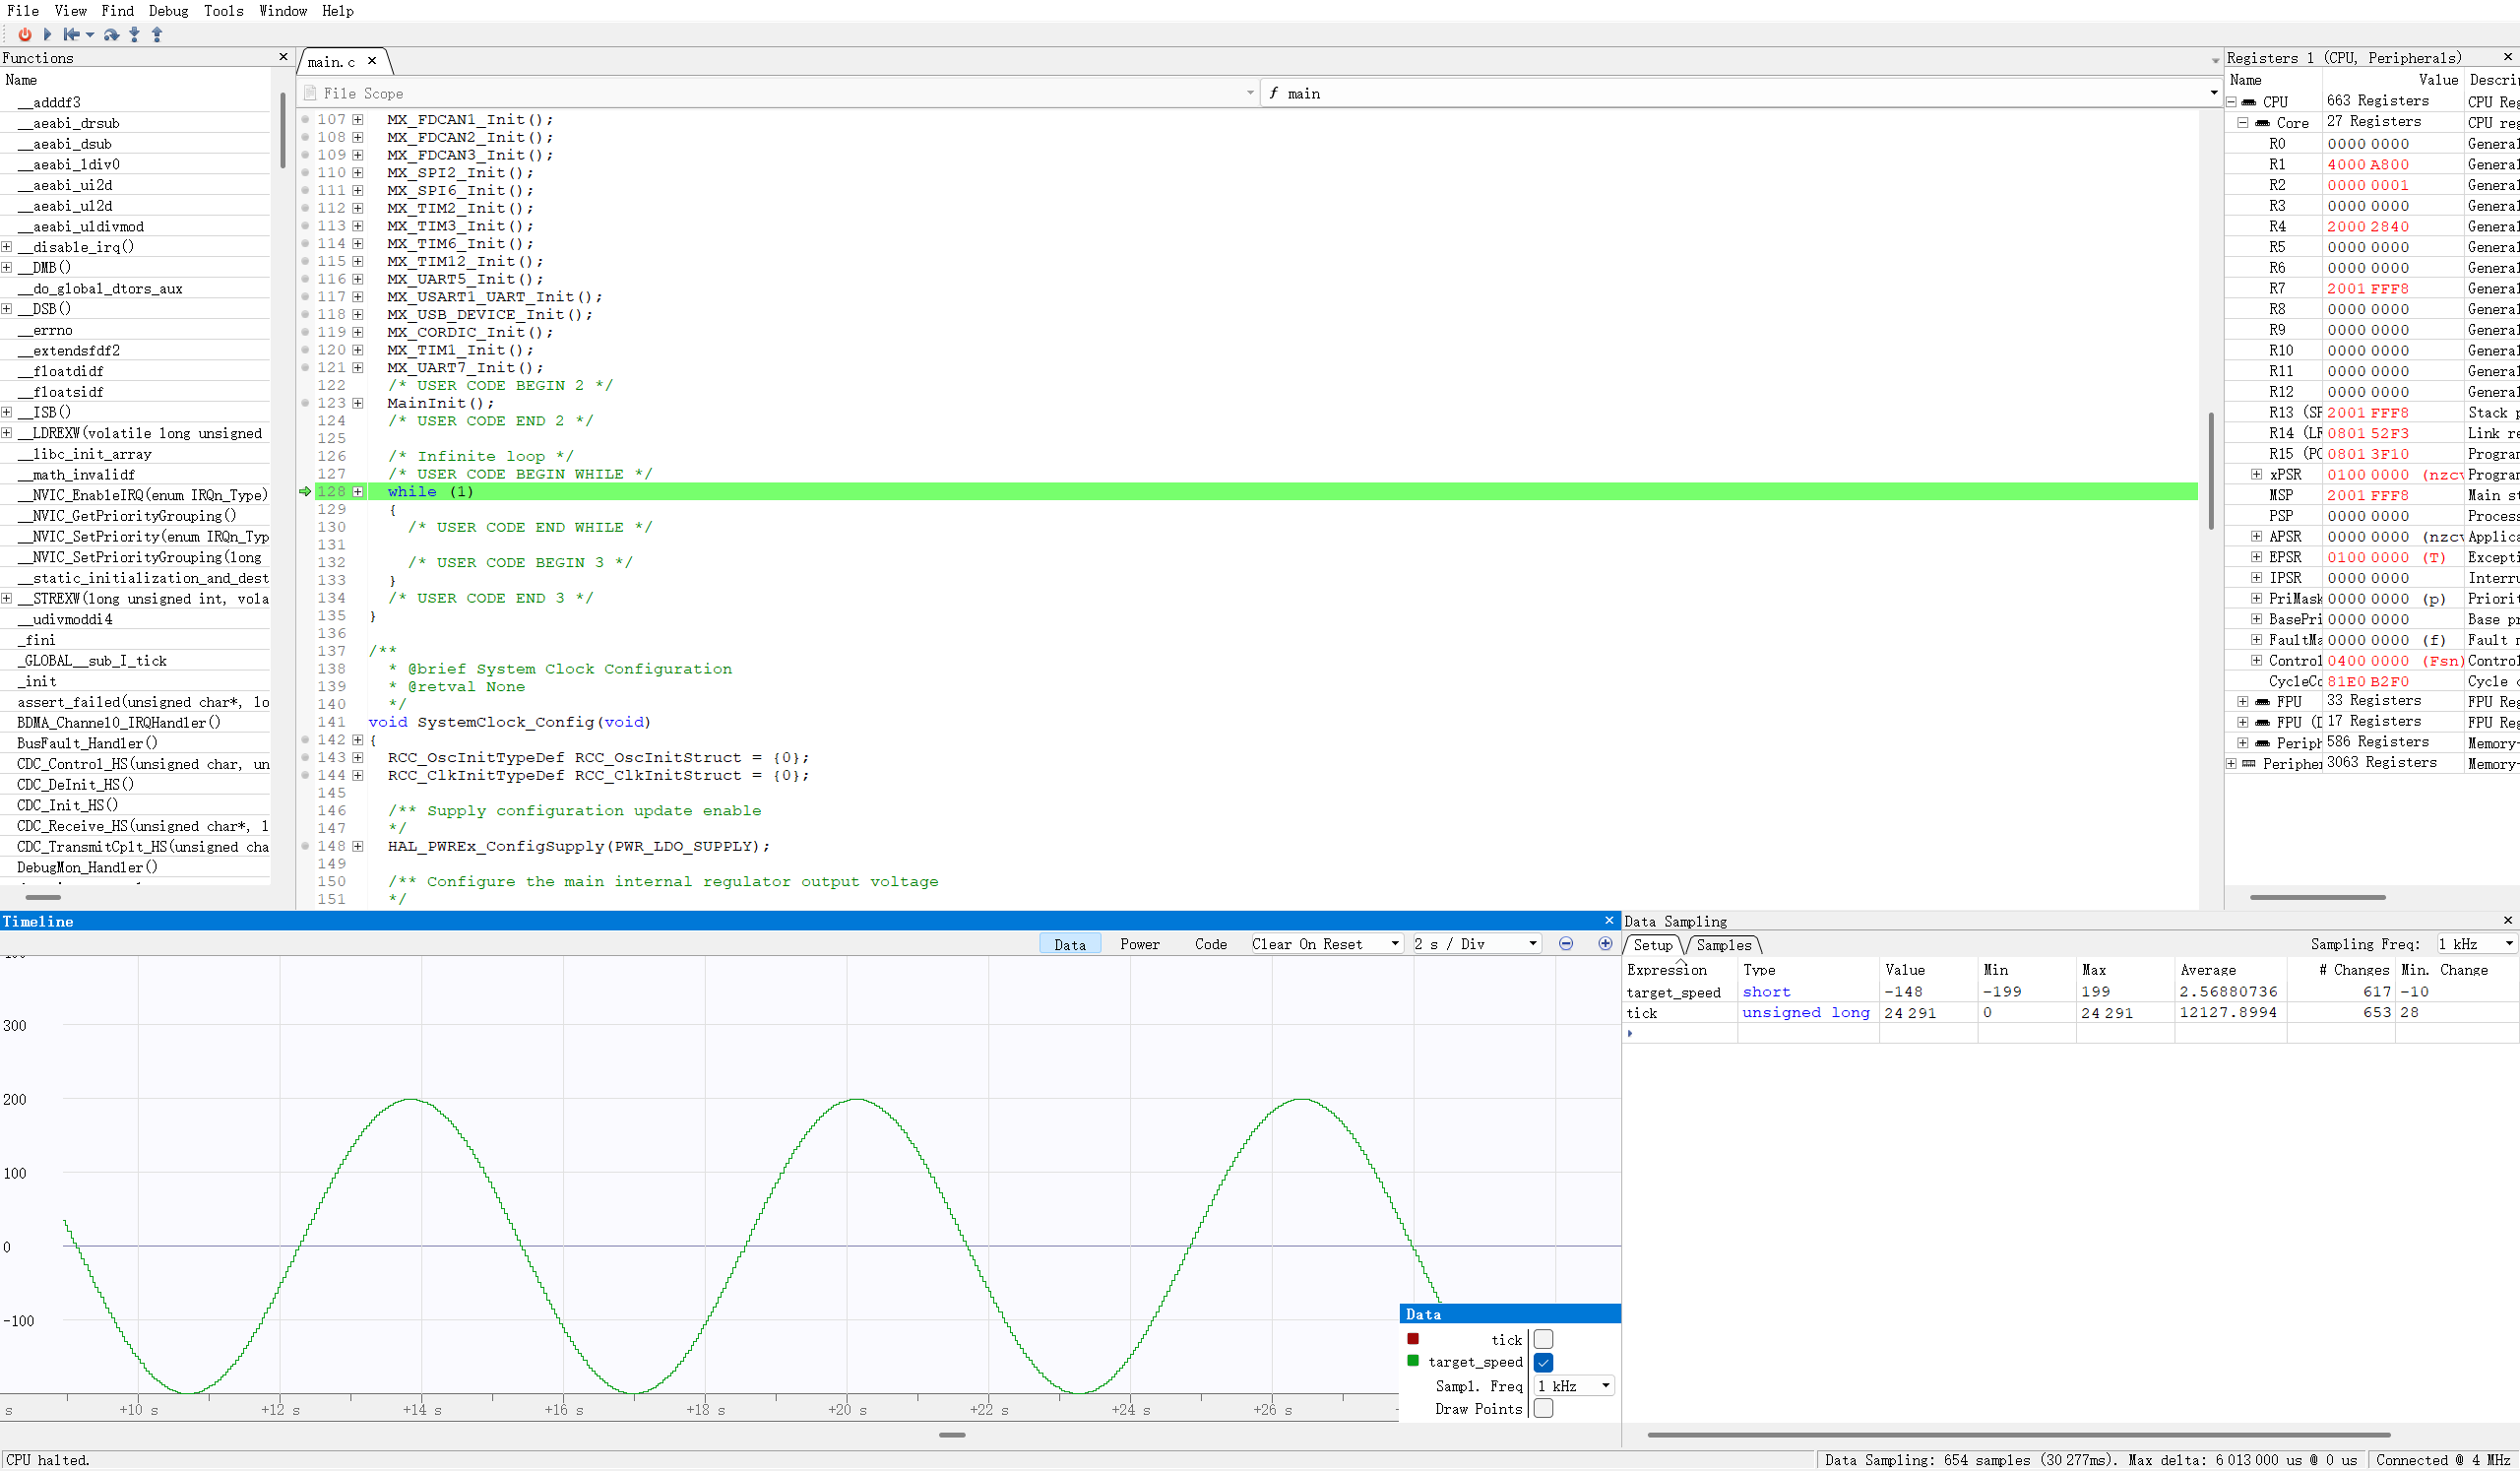 File View Find Debug Tools Window Help
Functions
Name
__adddf3
__aeabi_drsub
__aeabi_dsub
__aeabi_ldiv0
__aeabi_ui2d
__aeabi_ul2d
__aeabi_uldivmod
__disable_irq()
__DMB()
__do_global_dtors_aux
__DSB()
__errno
__extendsfdf2
__floatdidf
__floatsidf
__ISB()
__LDREXW(volatile long unsigned
__libc_init_array
__math_invalidf
__NVIC_EnableIRQ(enum IRQn_Type)
__NVIC_GetPriorityGrouping()
__NVIC_SetPriority(enum IRQn_Typ
__NVIC_SetPriorityGrouping(long
__static_initialization_and_dest
__STREXW(long unsigned int, vola
__udivmoddi4
_fini
_GLOBAL__sub_I_tick
_init
assert_failed(unsigned char*, lo
BDMA_Channel0_IRQHandler()
BusFault_Handler()
CDC_Control_HS(unsigned char, un
CDC_DeInit_HS()
CDC_Init_HS()
CDC_Receive_HS(unsigned char*, l
CDC_TransmitCplt_HS(unsigned cha
DebugMon_Handler()
main.c
File Scope
main
107 MX_FDCAN1_Init();
108 MX_FDCAN2_Init();
109 MX_FDCAN3_Init();
110 MX_SPI2_Init();
111 MX_SPI6_Init();
112 MX_TIM2_Init();
113 MX_TIM3_Init();
114 MX_TIM6_Init();
115 MX_TIM12_Init();
116 MX_UART5_Init();
117 MX_USART1_UART_Init();
118 MX_USB_DEVICE_Init();
119 MX_CORDIC_Init();
120 MX_TIM1_Init();
121 MX_UART7_Init();
122 /* USER CODE BEGIN 2 */
123 MainInit();
124 /* USER CODE END 2 */
125
126 /* Infinite loop */
127 /* USER CODE BEGIN WHILE */
128 while (1)
129 {
130 /* USER CODE END WHILE */
131
132 /* USER CODE BEGIN 3 */
133 }
134 /* USER CODE END 3 */
135 }
136
137 /**
138 * @brief System Clock Configuration
139 * @retval None
140 */
141 void SystemClock_Config(void)
142 {
143 RCC_OscInitTypeDef RCC_OscInitStruct = {0};
144 RCC_ClkInitTypeDef RCC_ClkInitStruct = {0};
145
146 /** Supply configuration update enable
147 */
148 HAL_PWREx_ConfigSupply(PWR_LDO_SUPPLY);
149
150 /** Configure the main internal regulator output voltage
151 */
Registers 1 (CPU, Peripherals)
Name Value Descri
CPU 663 Registers CPU Reg
Core 27 Registers CPU reg
R0 0000 0000 General
R1 4000 A800 General
R2 0000 0001 General
R3 0000 0000 General
R4 2000 2840 General
R5 0000 0000 General
R6 0000 0000 General
R7 2001 FFF8 General
R8 0000 0000 General
R9 0000 0000 General
R10 0000 0000 General
R11 0000 0000 General
R12 0000 0000 General
R13 (SF 2001 FFF8 Stack p
R14 (LF 0801 52F3 Link re
R15 (PC 0801 3F10 Program
xPSR 0100 0000 (nzcv Program
MSP 2001 FFF8 Main st
PSP 0000 0000 Process
APSR 0000 0000 (nzcv Applica
EPSR 0100 0000 (T) Excepti
IPSR 0000 0000 Interru
PriMask 0000 0000 (p) Priorit
BasePri 0000 0000 Base pr
FaultMa 0000 0000 (f) Fault m
Control 0400 0000 (Fsn) Control
CycleCo 81E0 B2F0 Cycle c
FPU 33 Registers FPU Reg
FPU (D 17 Registers FPU Reg
Periph 586 Registers Memory-
Peripher 3063 Registers Memory-
Timeline
Data Power Code Clear On Reset 2 s / Div
300
200
100
0
-100
s +10 s +12 s +14 s +16 s +18 s +20 s +22 s +24 s +26 s
Data
tick
target_speed
Sampl. Freq 1 kHz
Draw Points
Data Sampling
Setup Samples Sampling Freq: 1 kHz
Expression Type Value Min Max Average # Changes Min. Change
target_speed short -148 -199 199 2.56880736 617 -10
tick unsigned long 24 291 0 24 291 12127.8994 653 28
CPU halted.
Data Sampling: 654 samples (30 277ms). Max delta: 6 013 000 us @ 0 us
Connected @ 4 MHz